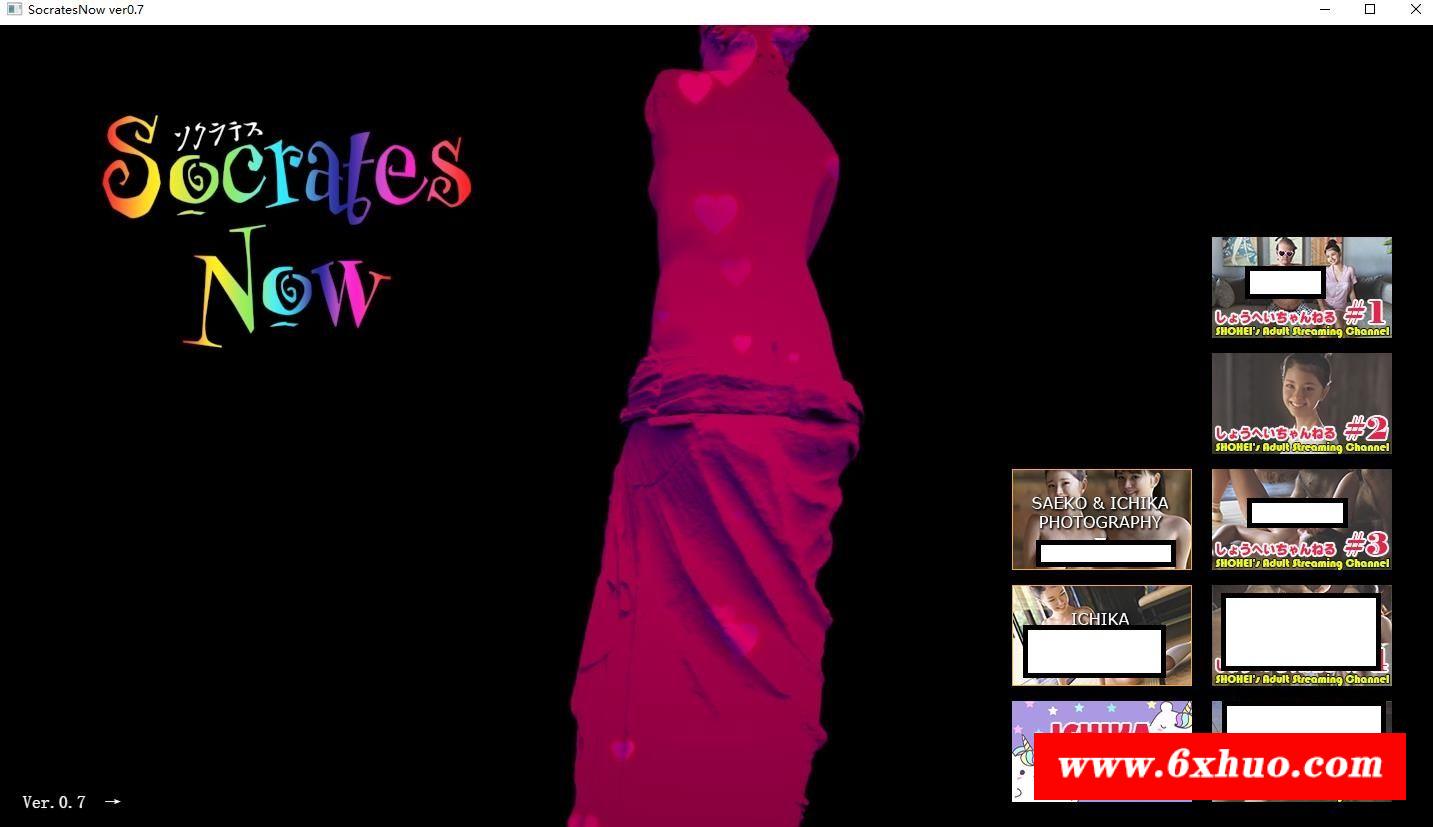 SocratesNow ver0.7
ソクラテス
Socrates
Now
しょうへいちゃんねる #1
SHOHEI's Adult Streaming Channel
しょうへいちゃんねる #2
SHOHEI's Adult Streaming Channel
SAEKO & ICHIKA
PHOTOGRAPHY
しょうへいちゃんねる #3
SHOHEI's Adult Streaming Channel
ICHIKA
SHOHEI's Adult Streaming Channel
ICHIKA
www.6xhuo.com
Ver.0.7 →